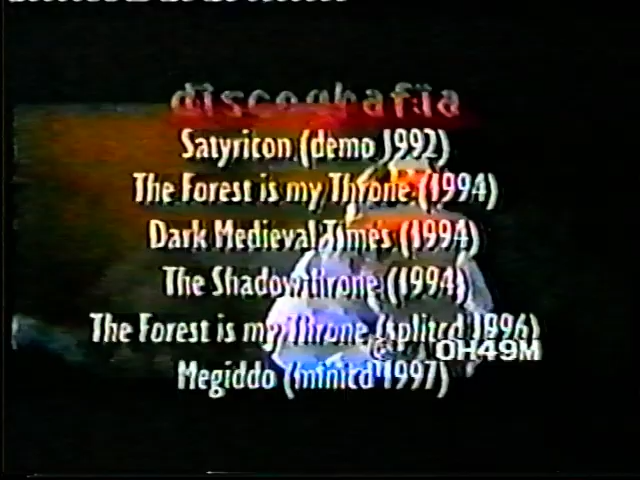 discografia
Satyricon (demo 1992)
The Forest is my Throne (1994)
Dark Medieval Times (1994)
The Shadowthrone (1994)
The Forest is my Throne (splitcd 1996)
0H49M
Megiddo (minicd 1997)